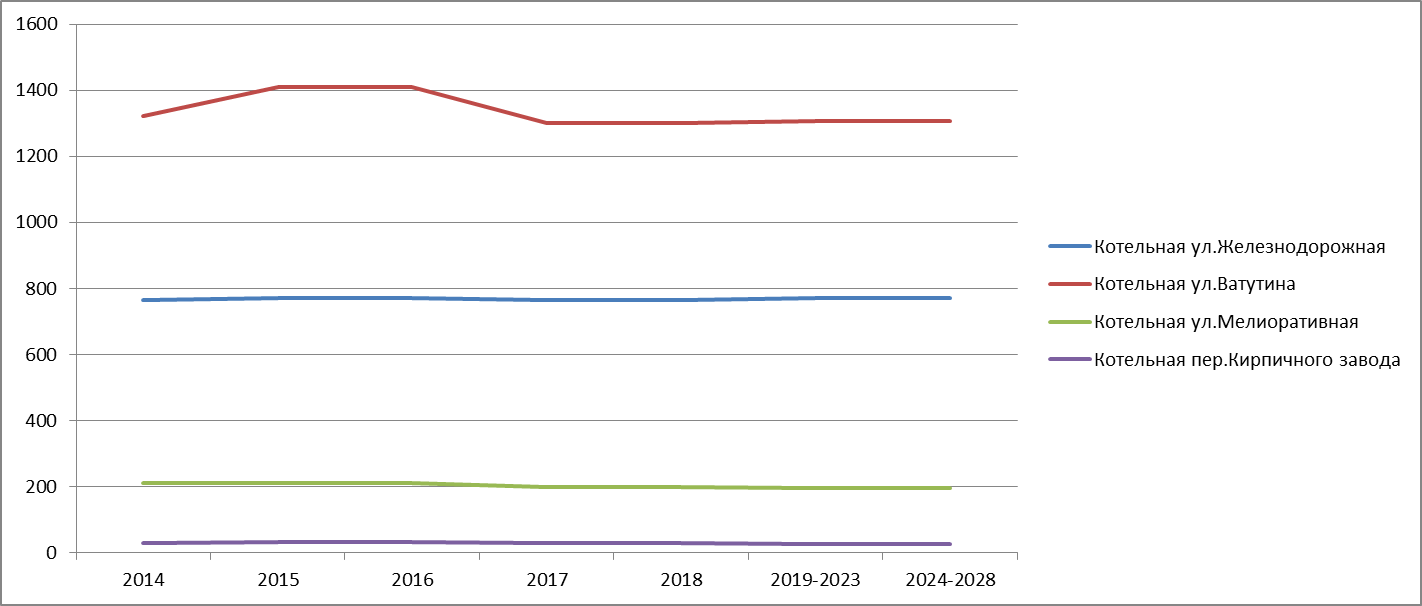 1600
1400
1200
1000
800
600
400
200
0
2014 2015 2016 2017 2018 2019-2023 2024-2028
Котельная ул.Железнодорожная
Котельная ул.Ватутина
Котельная ул.Мелиоративная
Котельная пер.Кирпичного завода